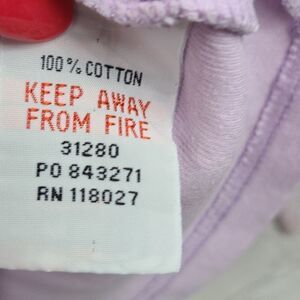 100% COTTON
KEEP AWAY
FROM FIRE
31280
PO 843271
RN 118027